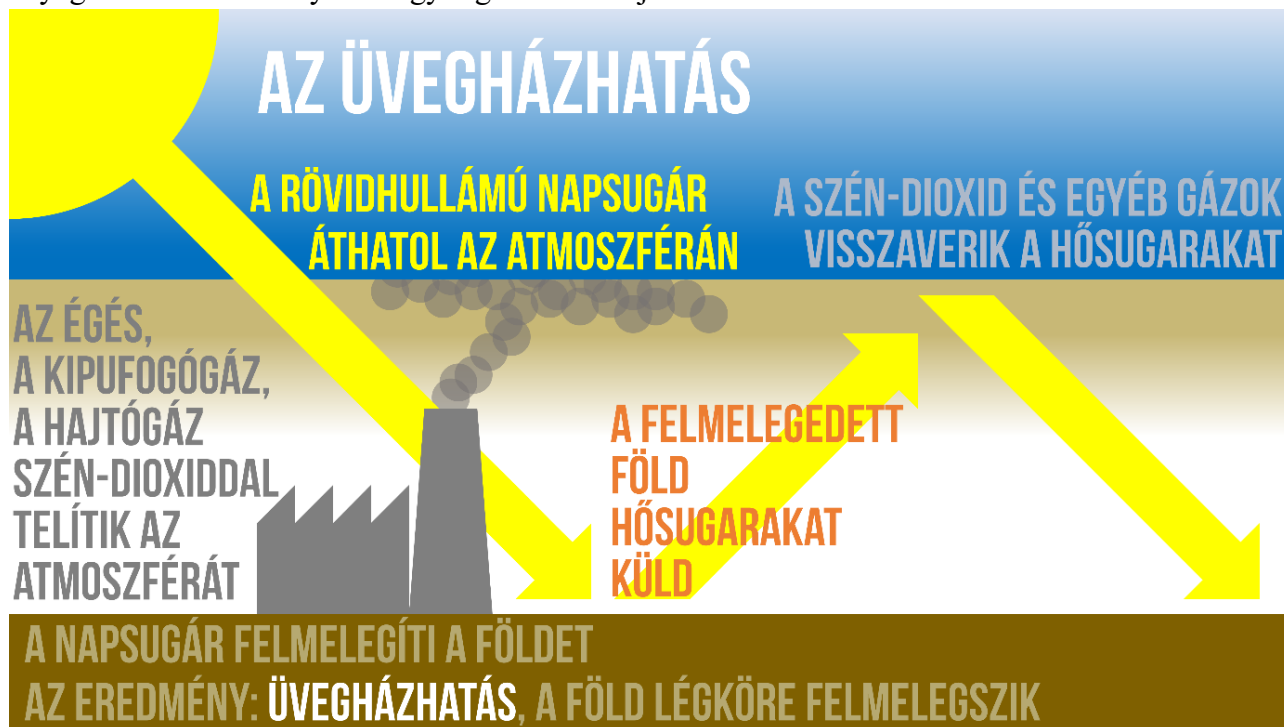 AZ ÜVEGHÁZHATÁS
A RÖVIDHULLÁMÚ NAPSUGÁR
ÁTHATOL AZ ATMOSZFÉRÁN
A SZÉN-DIOXID ÉS EGYÉB GÁZOK
VISSZAVERIK A HŐSUGARAKAT
AZ ÉGÉS,
A KIPUFOGÓGÁZ,
A HAJTÓGÁZ
SZÉN-DIOXIDDAL
TELÍTIK AZ
ATMOSZFÉRÁT
A FELMELEGEDETT
FÖLD
HŐSUGARAKAT
KÜLD
A NAPSUGÁR FELMELEGÍTI A FÖLDET
AZ EREDMÉNY: ÜVEGHÁZHATÁS, A FÖLD LÉGKÖRE FELMELEGSZIK